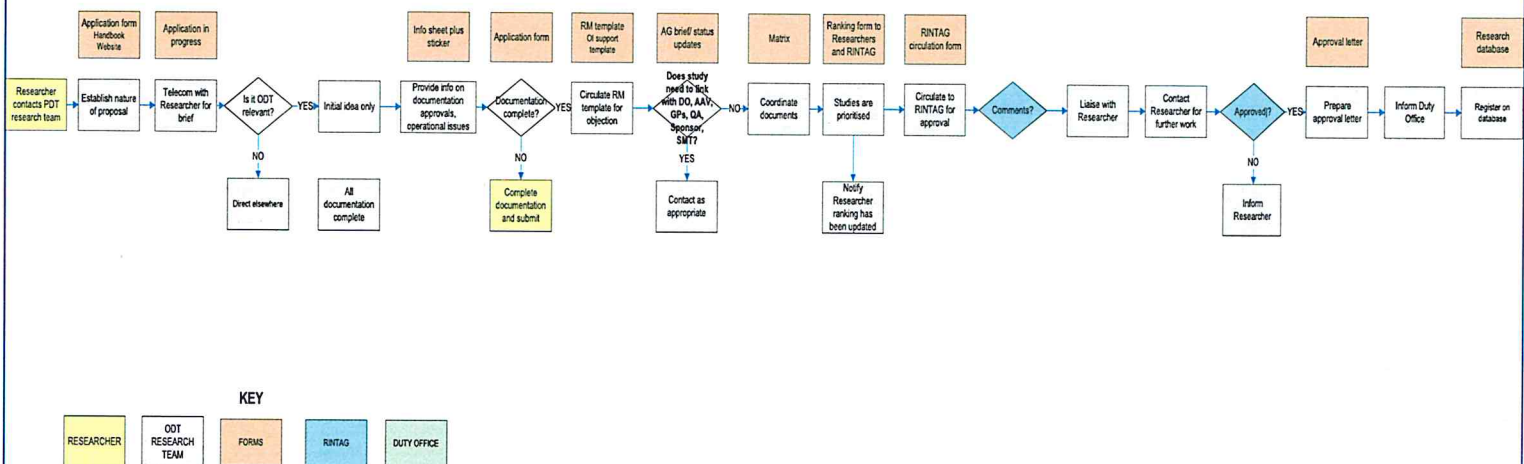 Application form
Handbook
Website
Application in
progress
Info sheet plus
sticker
Application form
RM template
OI support
template
AG brief/ status
updates
Matrix
Ranking form to
Researchers
and RINTAG
RINTAG
circulation form
Approval letter
Research
database
Researcher
contacts PDT
research team
Establish nature
of proposal
Telecom with
Researcher for
brief
Is it ODT
relevant?
YES
Initial idea only
Provide info on
documentation
approvals,
operational issues
Documentation
complete?
YES
Circulate RM
template for
objection
Does study
need to link
with DO, AAV,
GPs, QA,
Sponsor,
SMT?
NO
Coordinate
documents
Studies are
prioritised
Circulate to
RINTAG for
approval
Comments?
Liaise with
Researcher
Contact
Researcher for
further work
Approved|?
YES
Prepare
approval letter
Inform Duty
Office
Register on
database
NO
NO
YES
NO
Direct elsewhere
All
documentation
complete
Complete
documentation
and submit
Contact as
appropriate
Notify
Researcher
ranking has
been updated
Inform
Researcher
KEY
RESEARCHER
ODT
RESEARCH
TEAM
FORMS
RINTAG
DUTY OFFICE